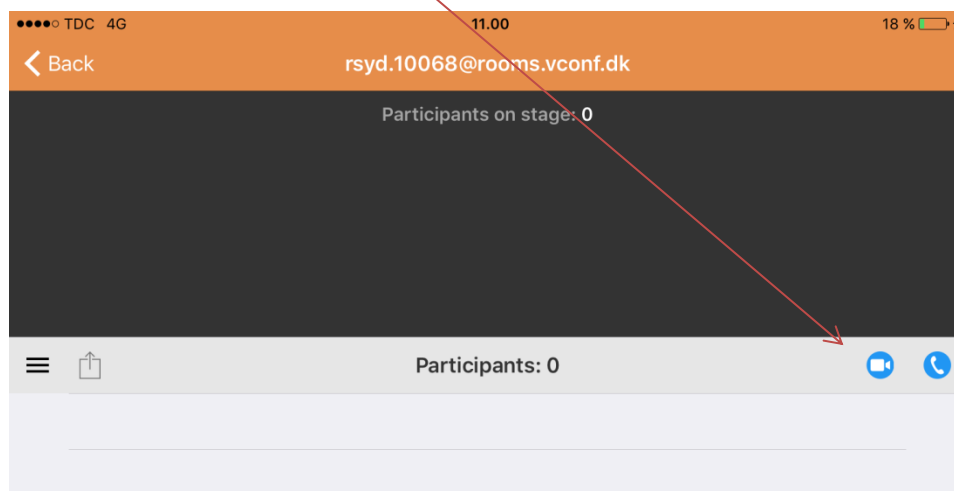 TDC 4G 11.00 18 %
Back rsyd.10068@rooms.vconf.dk
Participants on stage: 0
Participants: 0